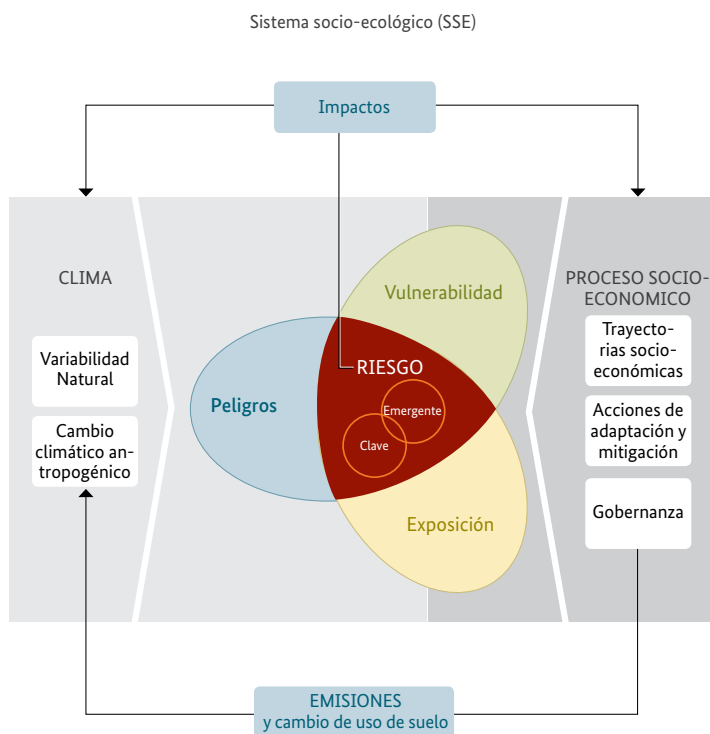 Sistema socio-ecológico (SSE)
Impactos
CLIMA
Variabilidad
Natural
Cambio
climático an-
tropogénico
Vulnerabilidad
Peligros
RIESGO
Emergente
Clave
Exposición
PROCESO SOCIO-
ECONOMICO
Trayecto-
rias socio-
económicas
Acciones de
adaptación y
mitigación
Gobernanza
EMISIONES
y cambio de uso de suelo